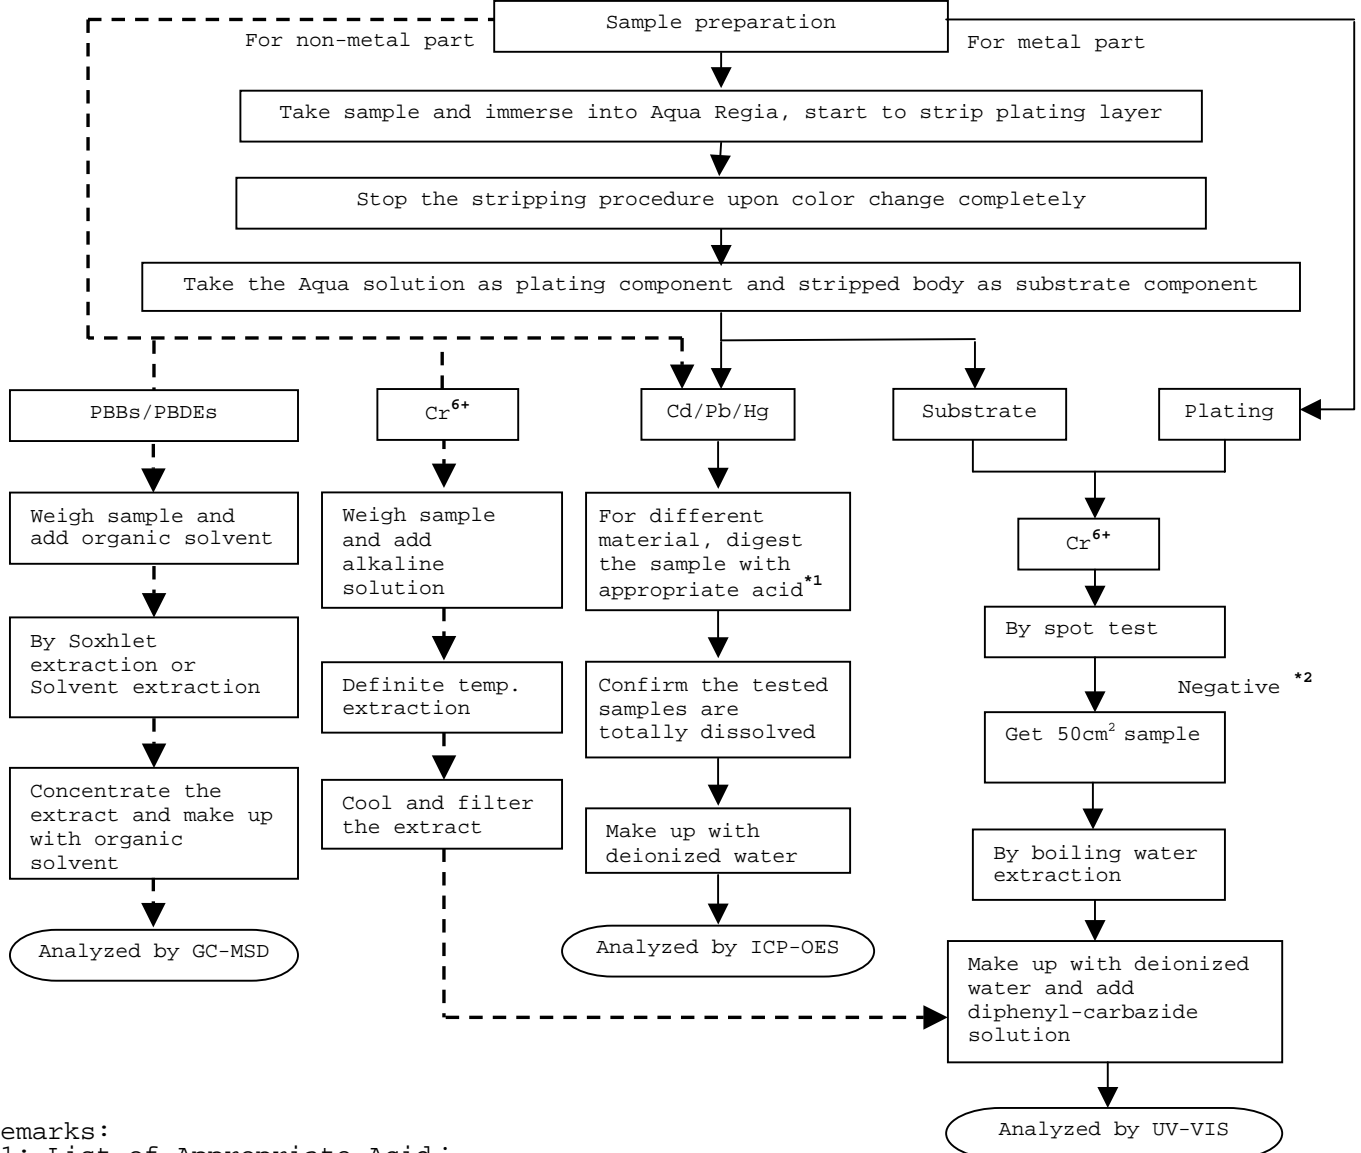 Sample preparation
For non-metal part
For metal part
Take sample and immerse into Aqua Regia, start to strip plating layer
Stop the stripping procedure upon color change completely
Take the Aqua solution as plating component and stripped body as substrate component
PBBs/PBDEs
Cr6+
Cd/Pb/Hg
Substrate
Plating
Weigh sample and
add organic solvent
Weigh sample
and add
alkaline
solution
For different
material, digest
the sample with
appropriate acid*1
Cr6+
By spot test
By Soxhlet
extraction or
Solvent extraction
Definite temp.
extraction
Confirm the tested
samples are
totally dissolved
Negative *2
Get 50cm2 sample
Concentrate the
extract and make up
with organic
solvent
Cool and filter
the extract
Make up with
deionized water
By boiling water
extraction
Analyzed by GC-MSD
Analyzed by ICP-OES
Make up with deionized
water and add
diphenyl-carbazide
solution
Analyzed by UV-VIS
emarks:
1: List of Appropriate Acid: